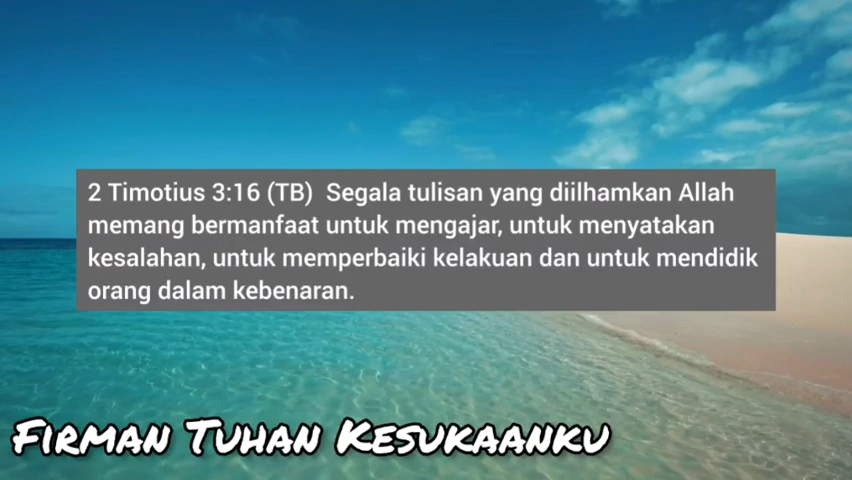 2 Timotius 3:16 (TB)  Segala tulisan yang diilhamkan Allah
memang bermanfaat untuk mengajar, untuk menyatakan
kesalahan, untuk memperbaiki kelakuan dan untuk mendidik
orang dalam kebenaran.
Firman Tuhan Kesukaanku